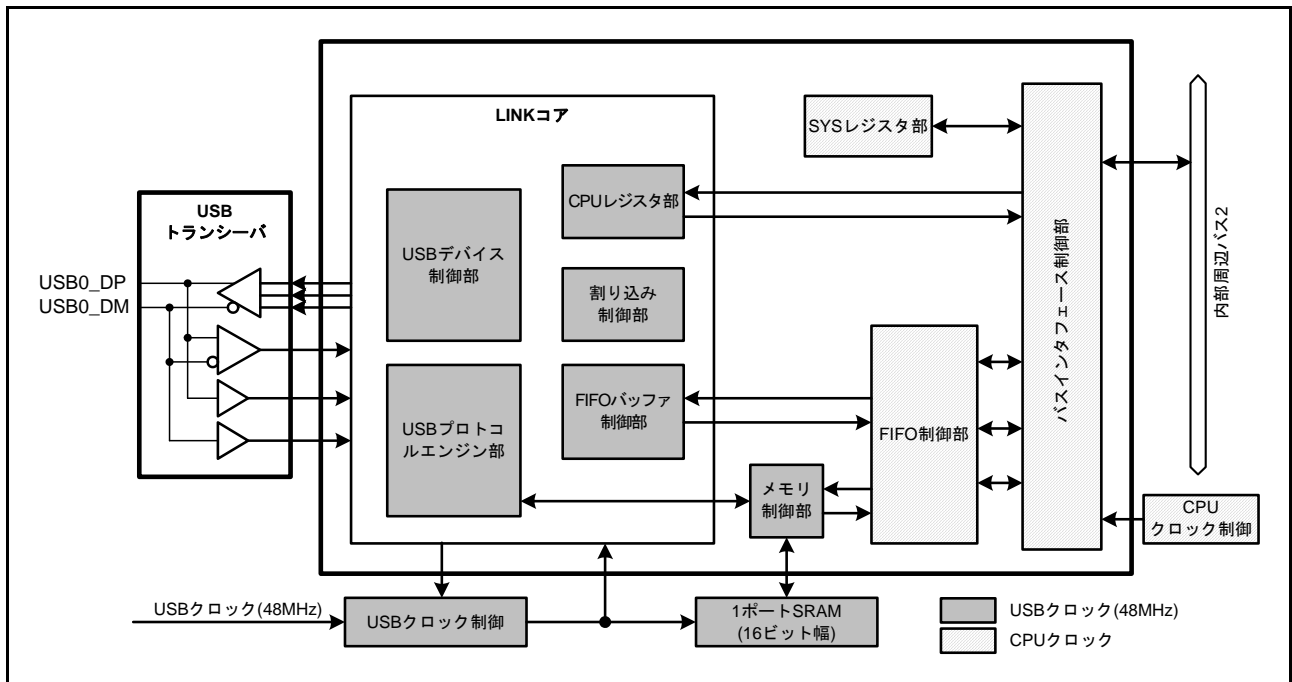 LINKコア
SYSレジスタ部
CPUレジスタ部
USB
トランシーバ
USBデバイス
制御部
割り込み
制御部
バスインタフェース制御部
内部周辺バス2
USB0_DP
USB0_DM
FIFOバッファ
制御部
USBプロトコ
ルエンジン部
FIFO制御部
メモリ
制御部
CPU
クロック制御
USBクロック(48MHz)
USBクロック制御
1ポートSRAM
(16ビット幅)
USBクロック(48MHz)
CPUクロック